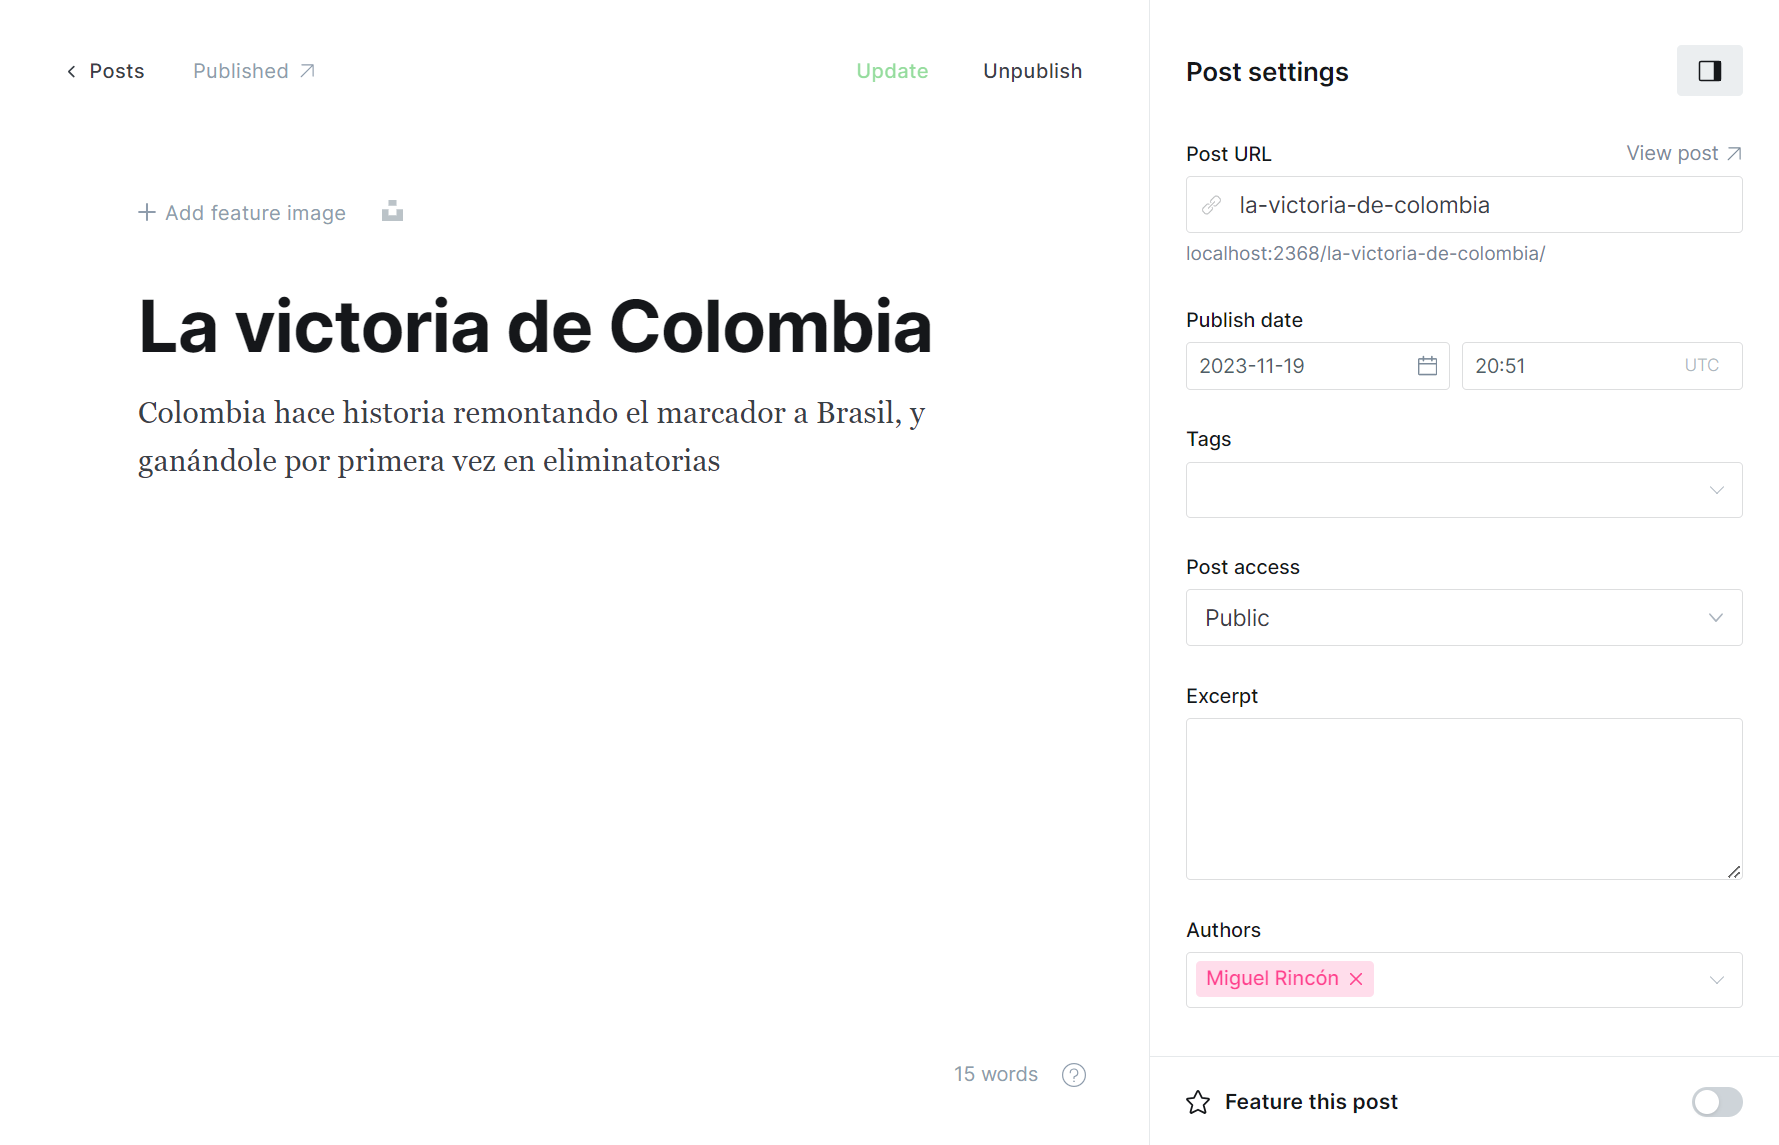 Posts
Published
Update
Unpublish
Add feature image
La victoria de Colombia
Colombia hace historia remontando el marcador a Brasil, y
ganándole por primera vez en eliminatorias
15 words
?
Post settings
Post URL
View post
la-victoria-de-colombia
localhost:2368/la-victoria-de-colombia/
Publish date
2023-11-19
20:51 UTC
Tags
Post access
Public
Excerpt
Authors
Miguel Rincón
Feature this post